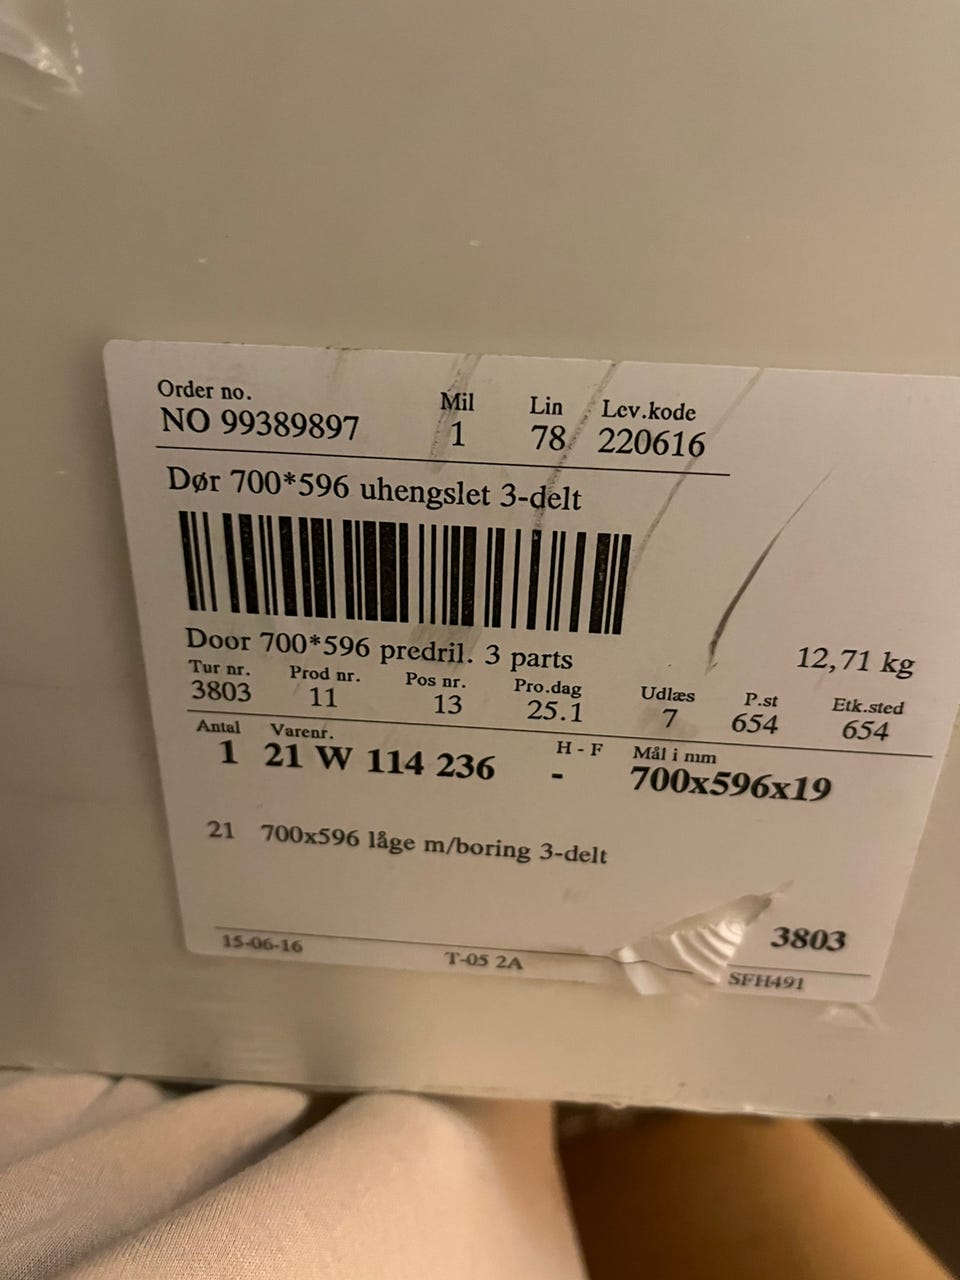 Order no. Mil Lin Lev.kode
NO 99389897 1 78 220616
Dør 700*596 uhengslet 3-delt
Door 700*596 predril. 3 parts
12,71 kg
Tur nr. Prod nr. Pos nr. Pro.dag Udlæs P.st Etk.sted
3803 11 13 25.1 7 654 654
Antal Varenr. H - F Mål i mm
1 21 W 114 236 - 700x596x19
21 700x596 låge m/boring 3-delt
3803
15-06-16 T-05 2A SFH491